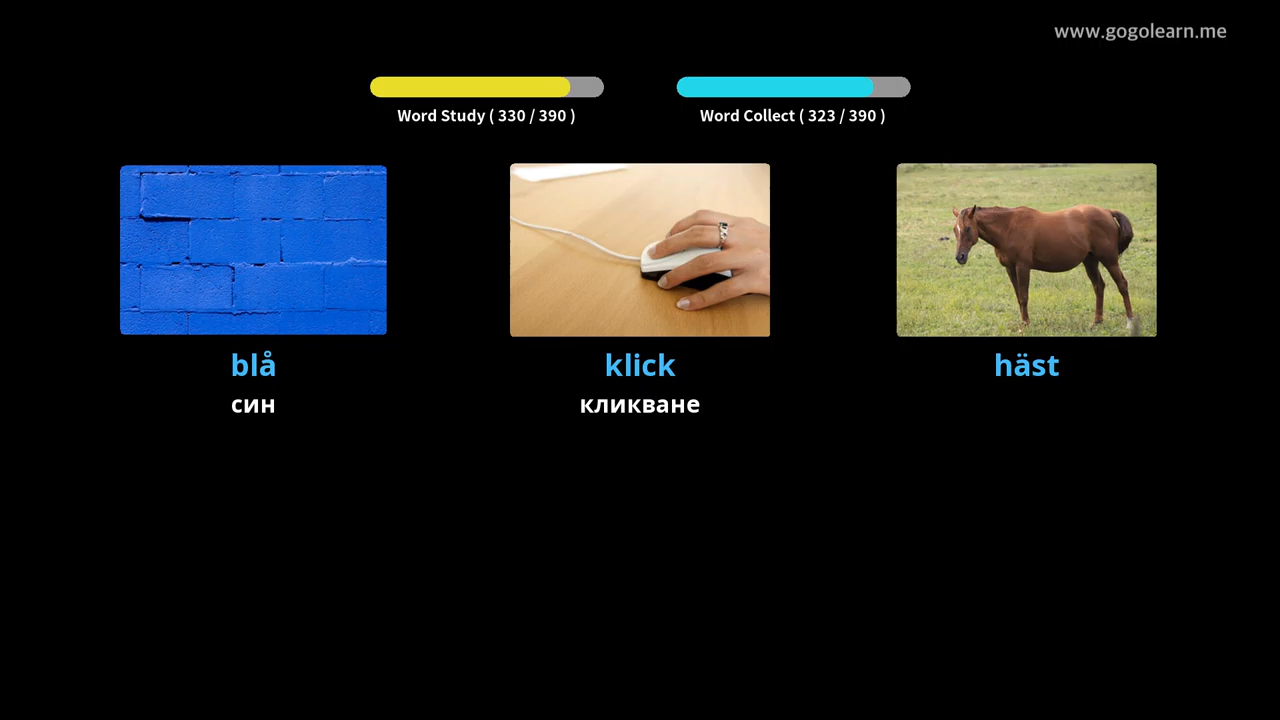 www.gogolearn.me
Word Study ( 330 / 390 )
Word Collect ( 323 / 390 )
blå
klick
häst
син
кликване